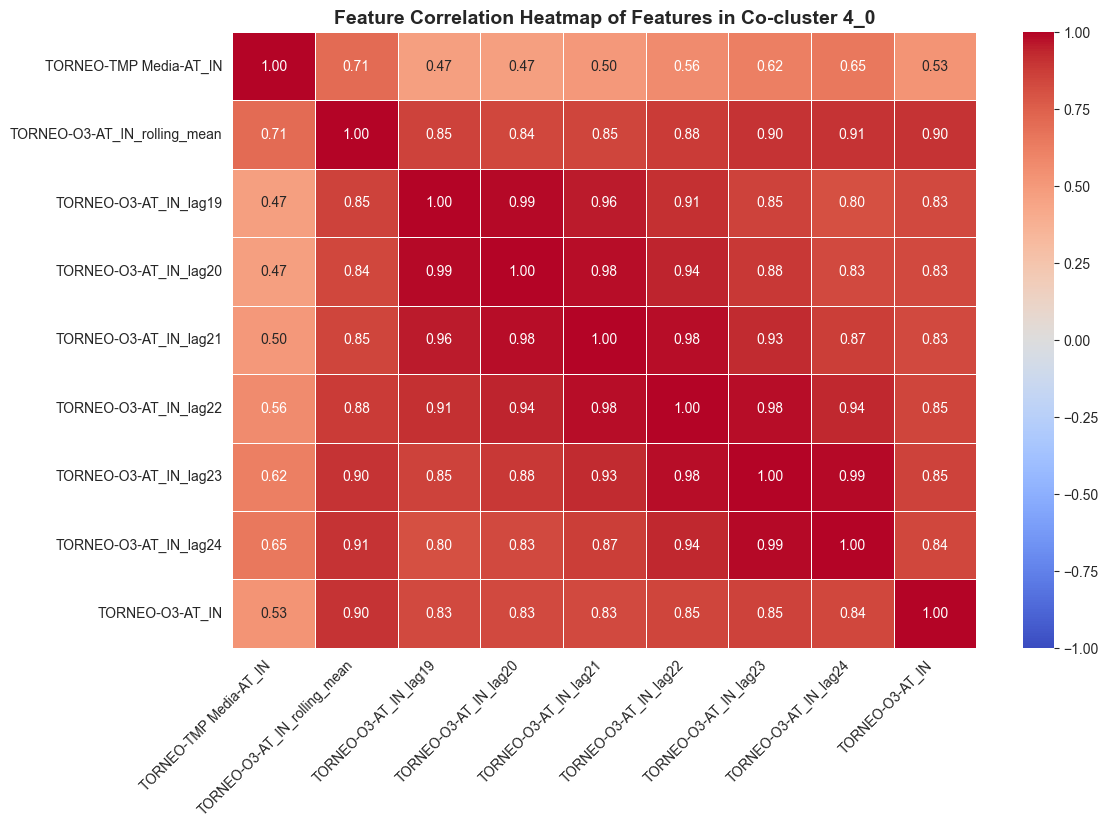 Feature Correlation Heatmap of Features in Co-cluster 4_0
TORNEO-TMP Media-AT_IN 1.00 0.71 0.47 0.47 0.50 0.56 0.62 0.65 0.53
TORNEO-O3-AT_IN_rolling_mean 0.71 1.00 0.85 0.84 0.85 0.88 0.90 0.91 0.90
TORNEO-O3-AT_IN_lag19 0.47 0.85 1.00 0.99 0.96 0.91 0.85 0.80 0.83
TORNEO-O3-AT_IN_lag20 0.47 0.84 0.99 1.00 0.98 0.94 0.88 0.83 0.83
TORNEO-O3-AT_IN_lag21 0.50 0.85 0.96 0.98 1.00 0.98 0.93 0.87 0.83
TORNEO-O3-AT_IN_lag22 0.56 0.88 0.91 0.94 0.98 1.00 0.98 0.94 0.85
TORNEO-O3-AT_IN_lag23 0.62 0.90 0.85 0.88 0.93 0.98 1.00 0.99 0.85
TORNEO-O3-AT_IN_lag24 0.65 0.91 0.80 0.83 0.87 0.94 0.99 1.00 0.84
TORNEO-O3-AT_IN 0.53 0.90 0.83 0.83 0.83 0.85 0.85 0.84 1.00
TORNEO-TMP Media-AT_IN
TORNEO-O3-AT_IN_rolling_mean
TORNEO-O3-AT_IN_lag19
TORNEO-O3-AT_IN_lag20
TORNEO-O3-AT_IN_lag21
TORNEO-O3-AT_IN_lag22
TORNEO-O3-AT_IN_lag23
TORNEO-O3-AT_IN_lag24
TORNEO-O3-AT_IN
1.00
0.75
0.50
0.25
0.00
−0.25
−0.50
−0.75
−1.00